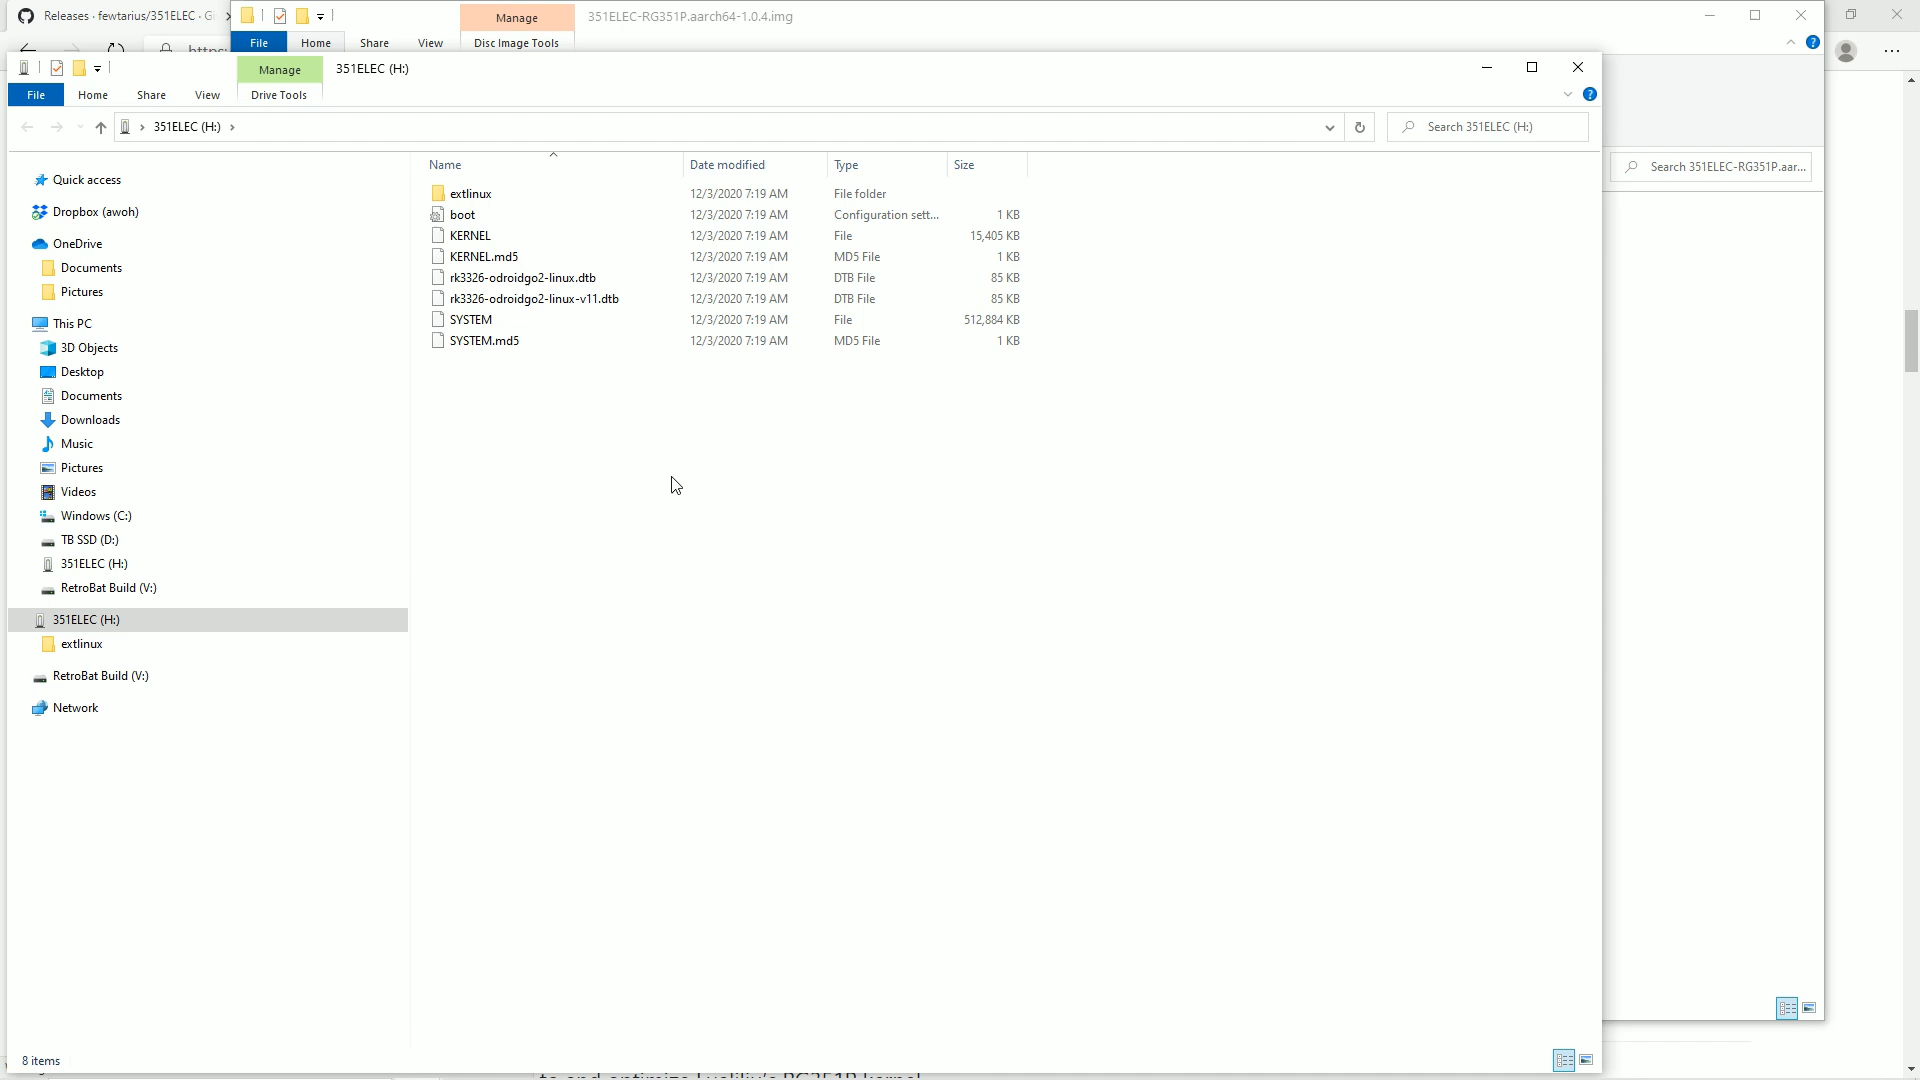 Releases · fewtarius/351ELEC · G
Manage
351ELEC-RG351P.aarch64-1.0.4.img
File
Home
Share
View
Disc Image Tools
Manage
351ELEC (H:)
File
Home
Share
View
Drive Tools
351ELEC (H:)
Search 351ELEC (H:)
Search 351ELEC-RG351P.aar...
Name Date modified Type Size
extlinux 12/3/2020 7:19 AM File folder
boot 12/3/2020 7:19 AM Configuration sett... 1 KB
KERNEL 12/3/2020 7:19 AM File 15,405 KB
KERNEL.md5 12/3/2020 7:19 AM MD5 File 1 KB
rk3326-odroidgo2-linux.dtb 12/3/2020 7:19 AM DTB File 85 KB
rk3326-odroidgo2-linux-v11.dtb 12/3/2020 7:19 AM DTB File 85 KB
SYSTEM 12/3/2020 7:19 AM File 512,884 KB
SYSTEM.md5 12/3/2020 7:19 AM MD5 File 1 KB
Quick access
Dropbox (awoh)
OneDrive
Documents
Pictures
This PC
3D Objects
Desktop
Documents
Downloads
Music
Pictures
Videos
Windows (C:)
TB SSD (D:)
351ELEC (H:)
RetroBat Build (V:)
351ELEC (H:)
extlinux
RetroBat Build (V:)
Network
8 items